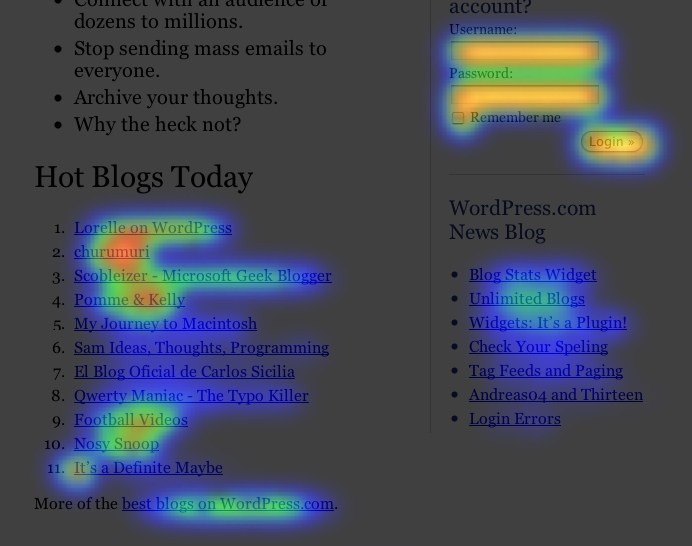 Connect with an audience of
dozens to millions.
Stop sending mass emails to
everyone.
Archive your thoughts.
Why the heck not?
Hot Blogs Today
1. Lorelle on WordPress
2. churumuri
3. Scobleizer - Microsoft Geek Blogger
4. Pomme & Kelly
5. My Journey to Macintosh
6. Sam Ideas, Thoughts, Programming
7. El Blog Oficial de Carlos Sicilia
8. Qwerty Maniac - The Typo Killer
9. Football Videos
10. Nosy Snoop
11. It's a Definite Maybe
More of the best blogs on WordPress.com.
account?
Username:
Password:
Remember me
Login »
WordPress.com
News Blog
Blog Stats Widget
Unlimited Blogs
Widgets: It's a Plugin!
Check Your Speling
Tag Feeds and Paging
Andreas04 and Thirteen
Login Errors